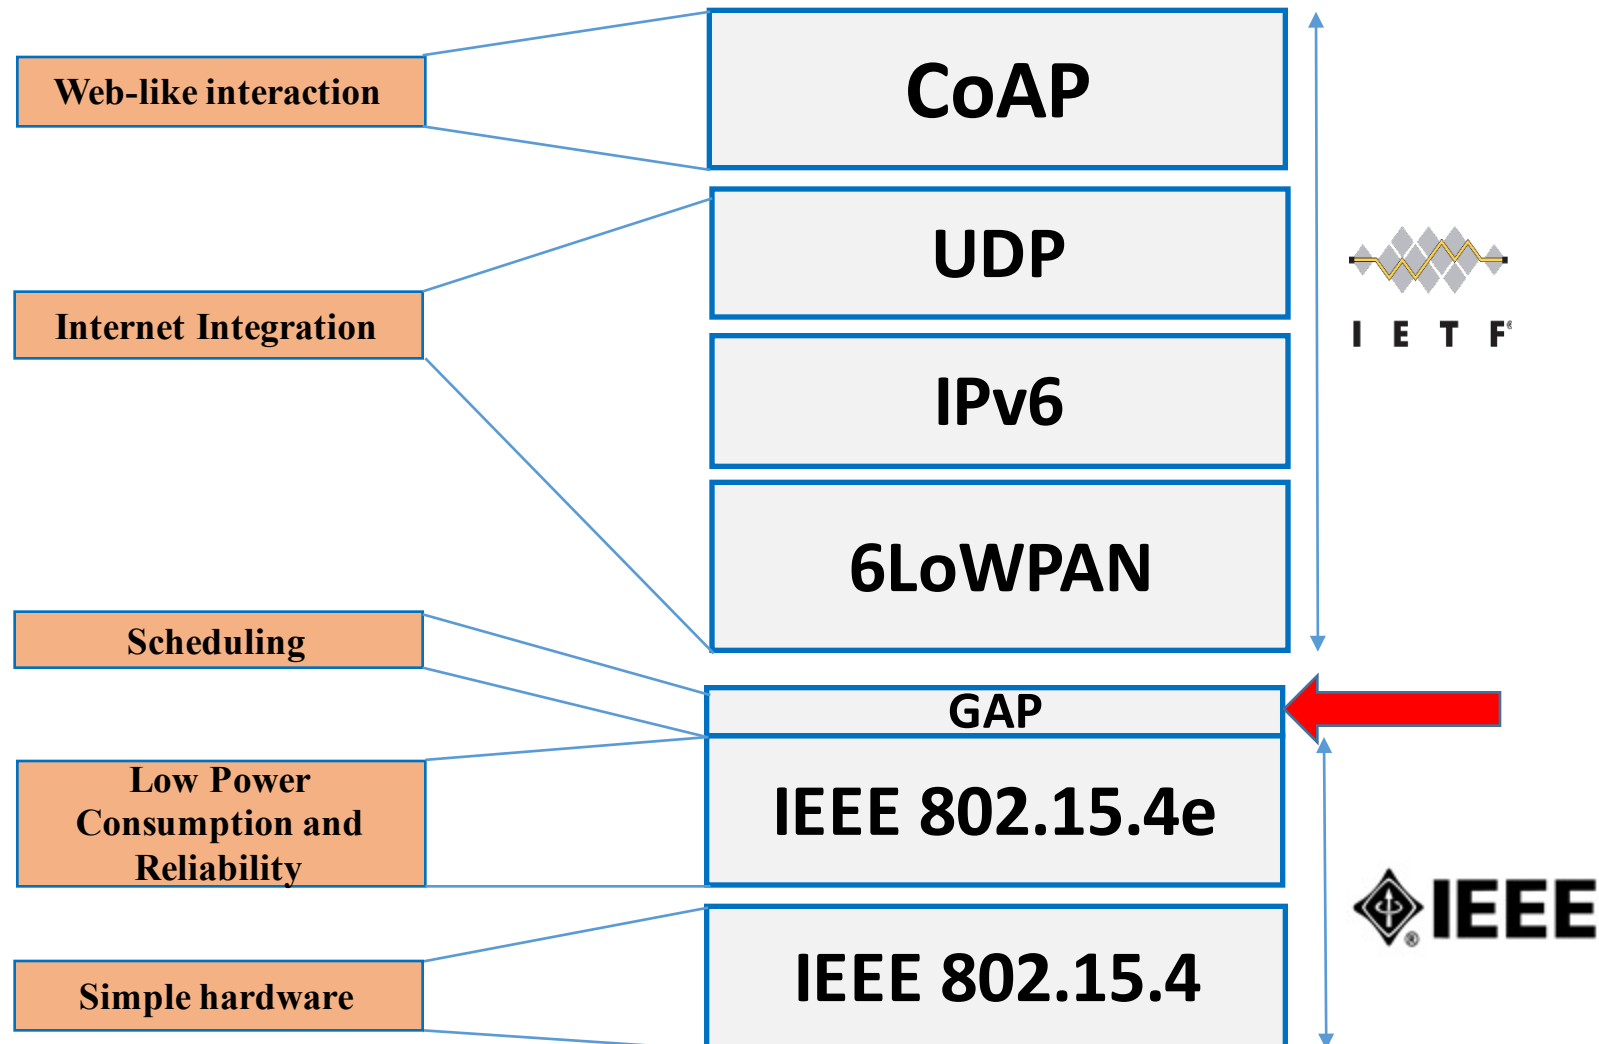 Web-like interaction
CoAP
Internet Integration
UDP
IPv6
6LoWPAN
I E T F®
Scheduling
GAP
Low Power
Consumption and
Reliability
IEEE 802.15.4e
®IEEE
Simple hardware
IEEE 802.15.4